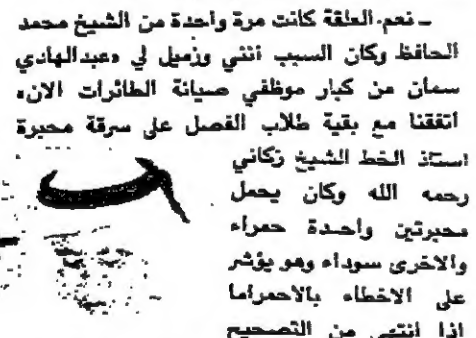 ـ نعم. العلقة كانت مرة واحدة من الشيخ محمد
الحافظ وكان السبب انني وزميل لي «عبدالهادي
سمان من كبار موظفي صيانة الطائرات الان»
اتفقنا مع بقية طلاب الفصل على سرقة محبرة
استاذ الخط الشيخ زكاني
رحمه الله وكان يحمل
محبرتين واحدة حمراء
والاخرى سوداء وهو يؤشر
على الاخطاء بالاحمراما
اذا انتهى من التصحيح